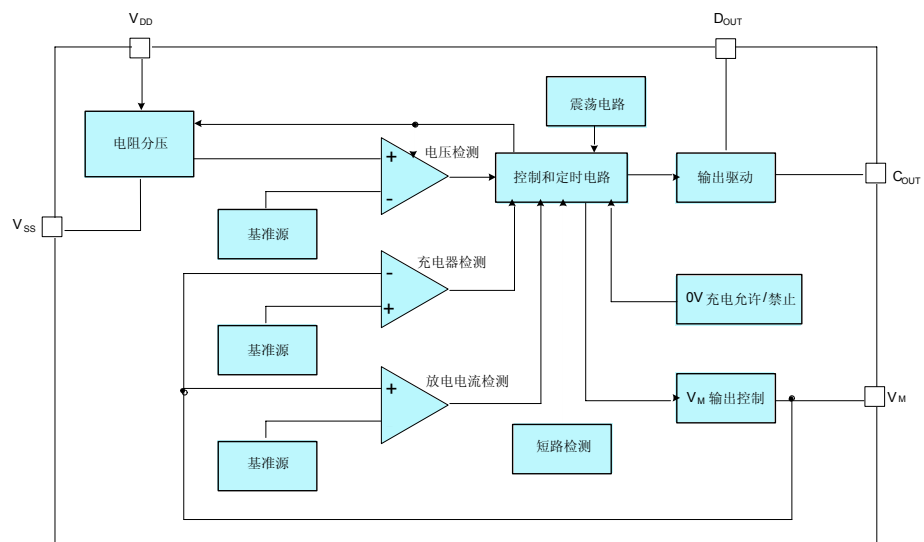 VDD
DOUT
震荡电路
电阻分压
电压检测
+
-
控制和定时电路
输出驱动
COUT
VSS
基准源
充电器检测
-
+
0V 充电允许/禁止
基准源
放电电流检测
+
-
VM 输出控制
VM
基准源
短路检测